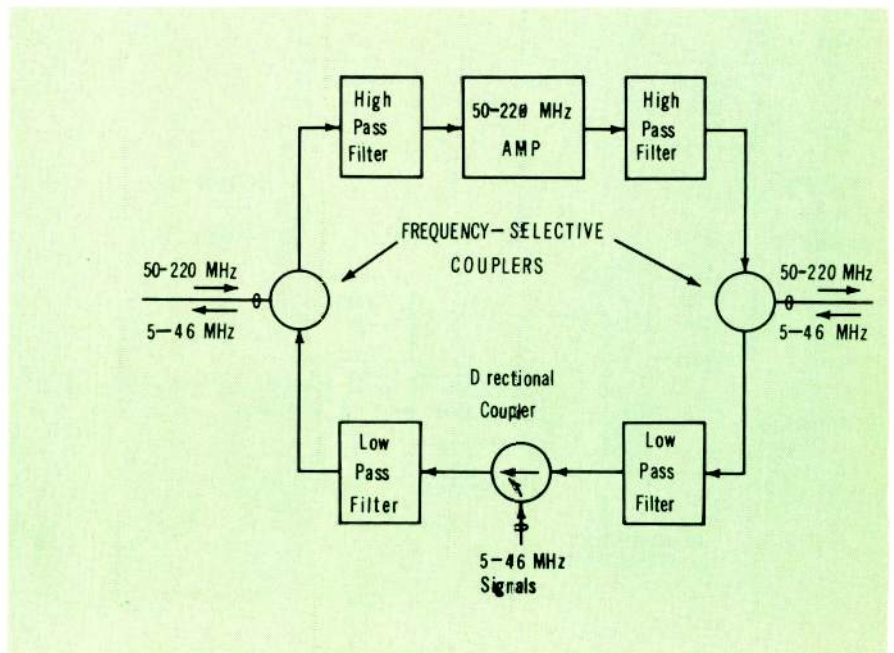 High
Pass
Filter
50-220 MHz
AMP
High
Pass
Filter
FREQUENCY-SELECTIVE
COUPLERS
50-220 MHz
5-46 MHz
50-220 MHz
5-46 MHz
D rectional
Coupler
Low
Pass
Filter
Low
Pass
Filter
5-46 MHz
Signals